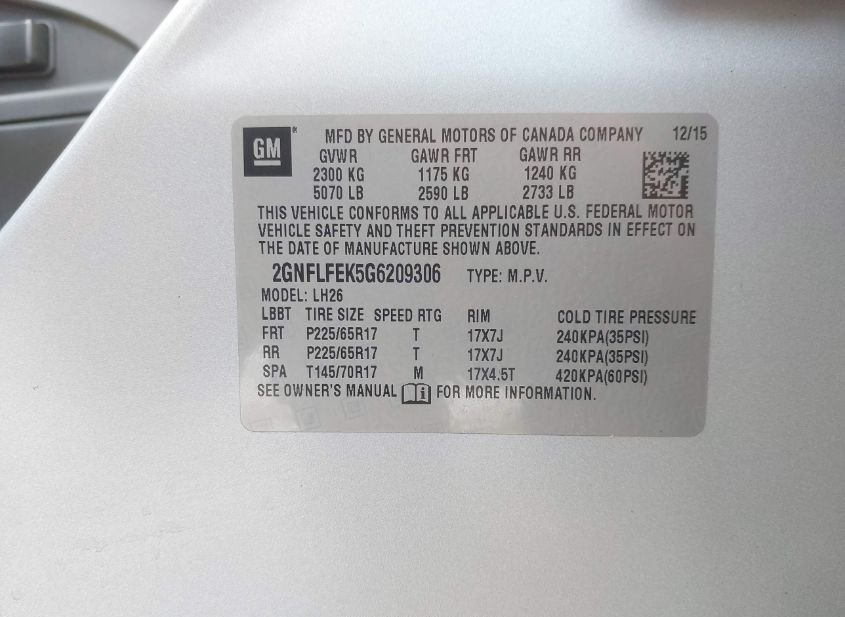 GM® MFD BY GENERAL MOTORS OF CANADA COMPANY 12/15
GVWR GAWR FRT GAWR RR
2300 KG 1175 KG 1240 KG
5070 LB 2590 LB 2733 LB
THIS VEHICLE CONFORMS TO ALL APPLICABLE U.S. FEDERAL MOTOR
VEHICLE SAFETY AND THEFT PREVENTION STANDARDS IN EFFECT ON
THE DATE OF MANUFACTURE SHOWN ABOVE.
2GNFLFEK5G6209306 TYPE: M.P.V.
MODEL: LH26
LBBT TIRE SIZE SPEED RTG RIM COLD TIRE PRESSURE
FRT P225/65R17 T 17X7J 240KPA(35PSI)
RR P225/65R17 T 17X7J 240KPA(35PSI)
SPA T145/70R17 M 17X4.5T 420KPA(60PSI)
SEE OWNER'S MANUAL i FOR MORE INFORMATION.